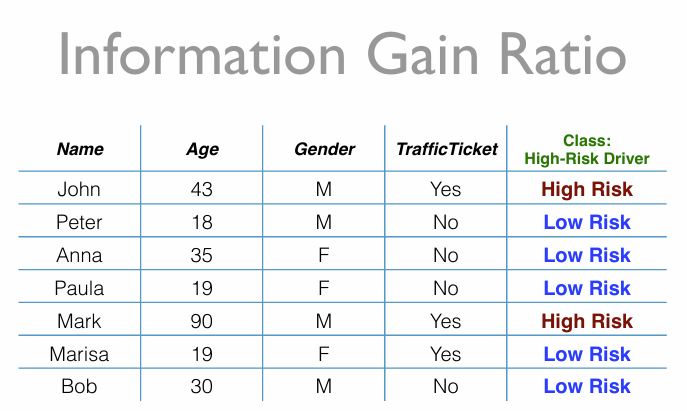 Information Gain Ratio
Name Age Gender TrafficTicket Class:
High-Risk Driver
John 43 M Yes High Risk
Peter 18 M No Low Risk
Anna 35 F No Low Risk
Paula 19 F No Low Risk
Mark 90 M Yes High Risk
Marisa 19 F Yes Low Risk
Bob 30 M No Low Risk